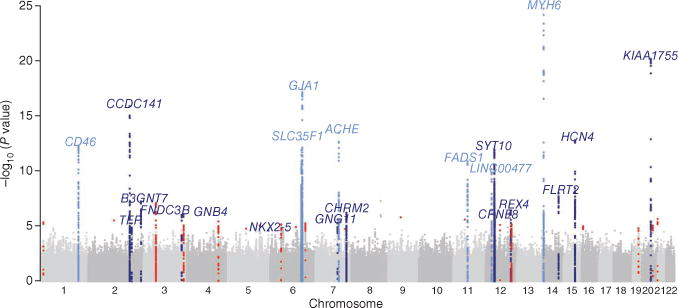 25
MYH6
KIAA1755
20
GJA1
CCDC141
15
ACHE
SLC35F1
HCN4
CD46
SYT10
FADS1
LINC00477
10
B3GNT7
FLRT2
FNDC3B
GNB4
CHRM2
RFX4
TFP
GNG11
CPNE8
NKX2-5
5
0
–log10 (P value)
1 2 3 4 5 6 7 8 9 10 11 12 13 14 15 16 17 18 19 20 21 22
Chromosome